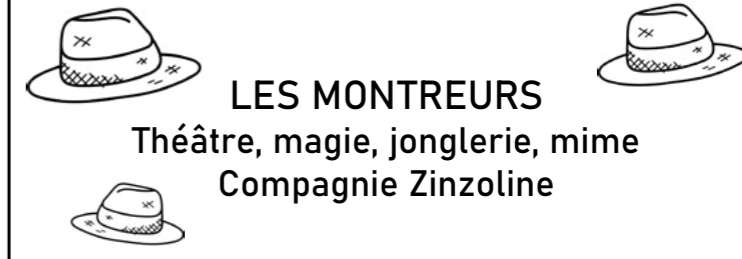 LES MONTREURS
Théâtre, magie, jonglerie, mime
Compagnie Zinzoline